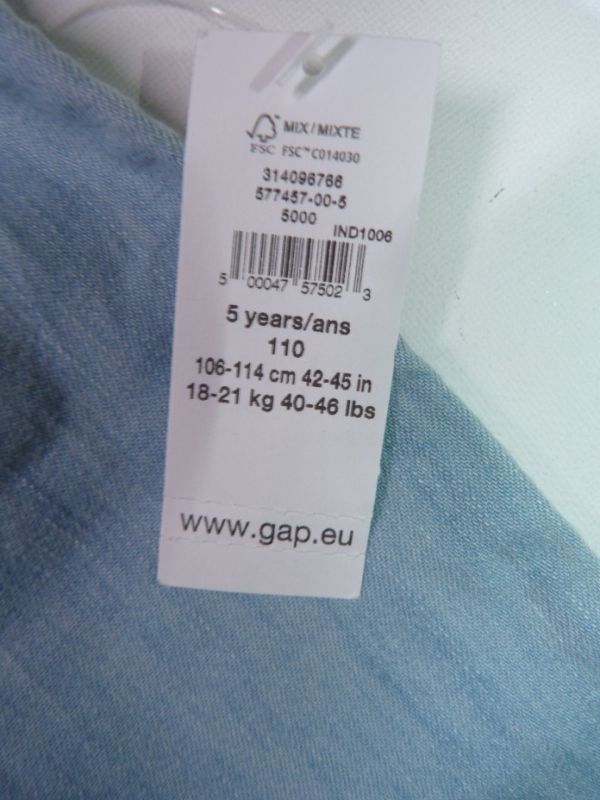 MIX/MIXTE
FSC FSC™ C014030
314096766
577457-00-5
5000
IND1006
5 00047 57502 3
5 years/ans
110
106-114 cm 42-45 in
18-21 kg 40-46 lbs
www.gap.eu